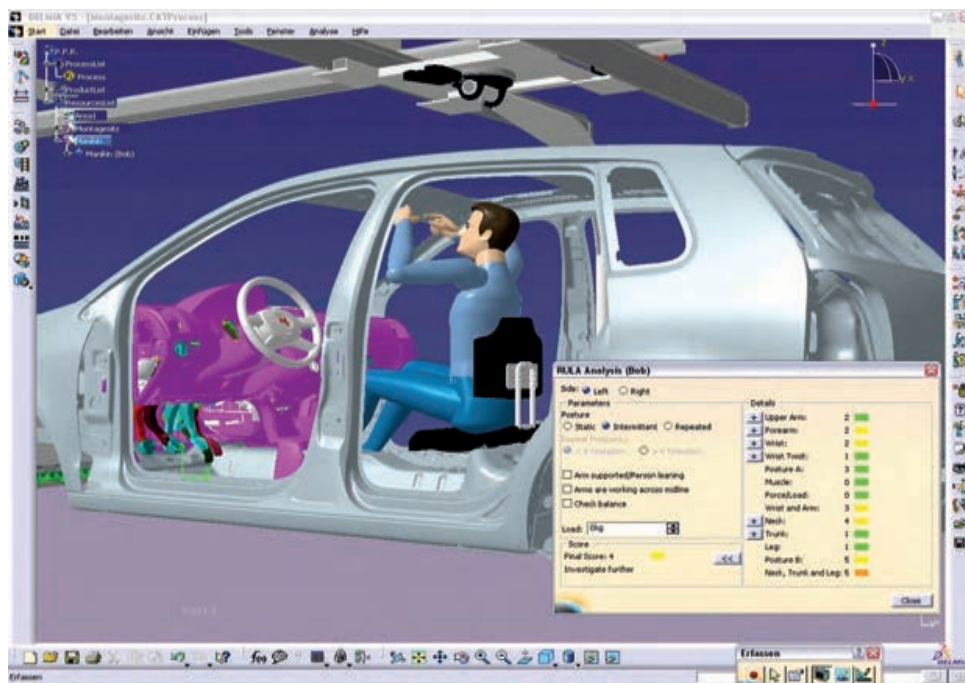 DELMIA V5 - [Montagesitz.CATProcess]
Start Datei Bearbeiten Ansicht Einfügen Tools Fenster Analyse Hilfe
P.P.R.
ProcessList
Process
ProductList
ResourcesList
Area1
Montagesitz
Manikin
Manikin (Bob)
RULA Analysis (Bob)
Side: Left Right
Parameters
Posture
Static Intermittent Repeated
Repeat Frequency
Arm supported/Person leaning
Arms are working across midline
Check balance
Load: 0kg
Score
Final Score: 4
Investigate further
<<
Details
+ Upper Arm: 2
+ Forearm: 2
+ Wrist: 2
+ Wrist Twist: 1
Posture A: 3
Muscle: 0
Force/Load: 0
Wrist and Arm: 3
+ Neck: 4
+ Trunk: 1
Leg: 1
Posture B: 5
Neck, Trunk and Leg: 5
Close
Erfassen
Erfassen